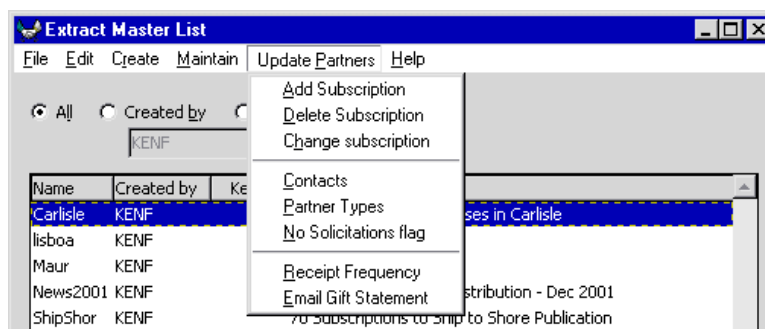 Extract Master List
File Edit Create Maintain Update Partners Help
Add Subscription
Delete Subscription
Change subscription
Contacts
Partner Types
No Solicitations flag
Receipt Frequency
Email Gift Statement
All Created by
KENF
Name Created by Ke
Carlisle KENF ses in Carlisle
lisboa KENF
Maur KENF
News2001 KENF stribution - Dec 2001
ShipShor KENF 70 Subscriptions to Ship to Shore Publication